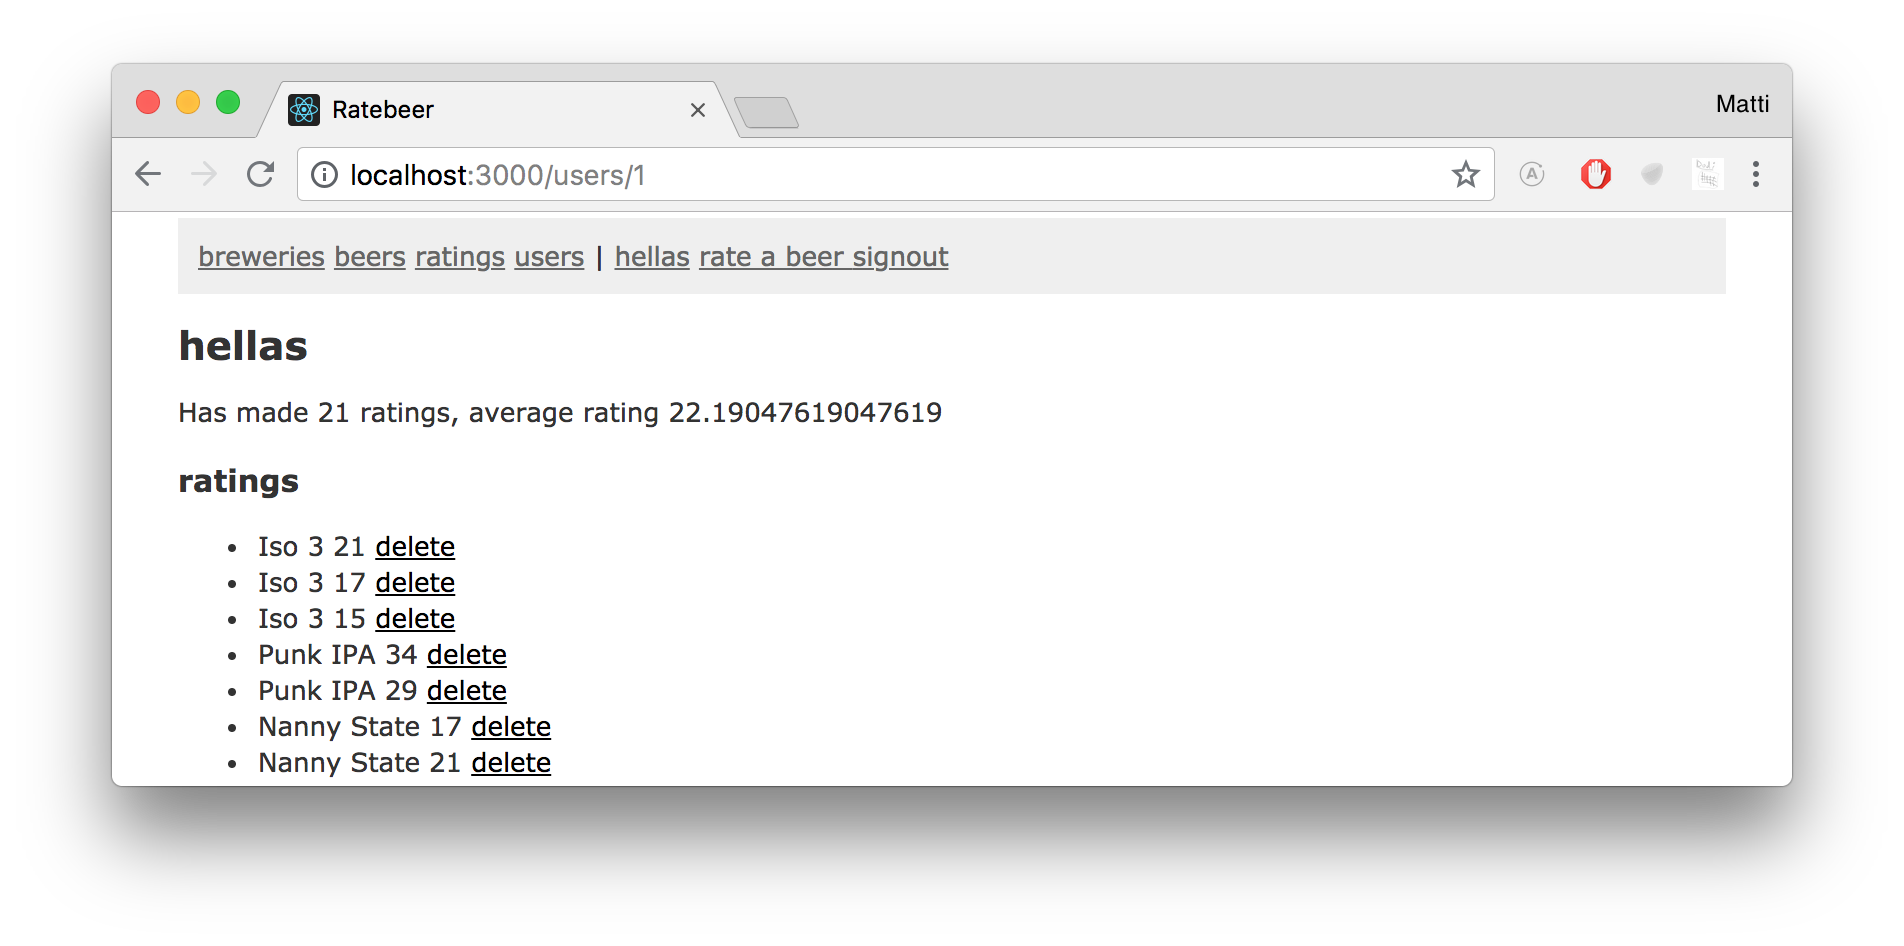 Ratebeer
Matti
localhost:3000/users/1
breweries beers ratings users | hellas rate a beer signout
hellas
Has made 21 ratings, average rating 22.19047619047619
ratings
• Iso 3 21 delete
• Iso 3 17 delete
• Iso 3 15 delete
• Punk IPA 34 delete
• Punk IPA 29 delete
• Nanny State 17 delete
• Nanny State 21 delete